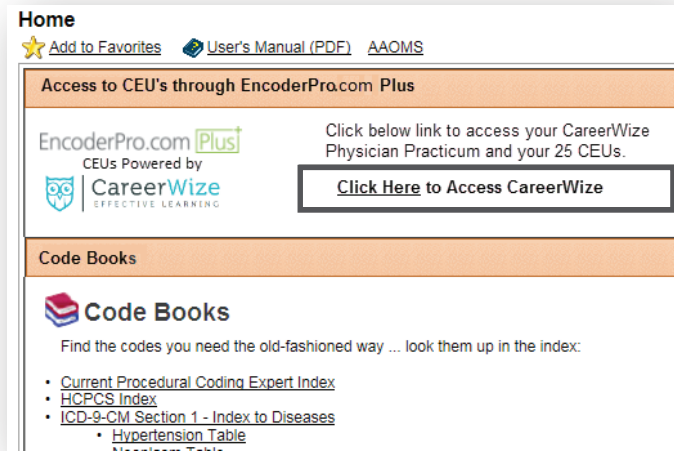 Home
Add to Favorites User's Manual (PDF) AAOMS
Access to CEU's through EncoderPro.com Plus
EncoderPro.com Plus
CEUs Powered by
CareerWize
EFFECTIVE LEARNING
Click below link to access your CareerWize
Physician Practicum and your 25 CEUs.
Click Here to Access CareerWize
Code Books
Code Books
Find the codes you need the old-fashioned way ... look them up in the index:
• Current Procedural Coding Expert Index
• HCPCS Index
• ICD-9-CM Section 1 - Index to Diseases
• Hypertension Table
Neoplasm Table